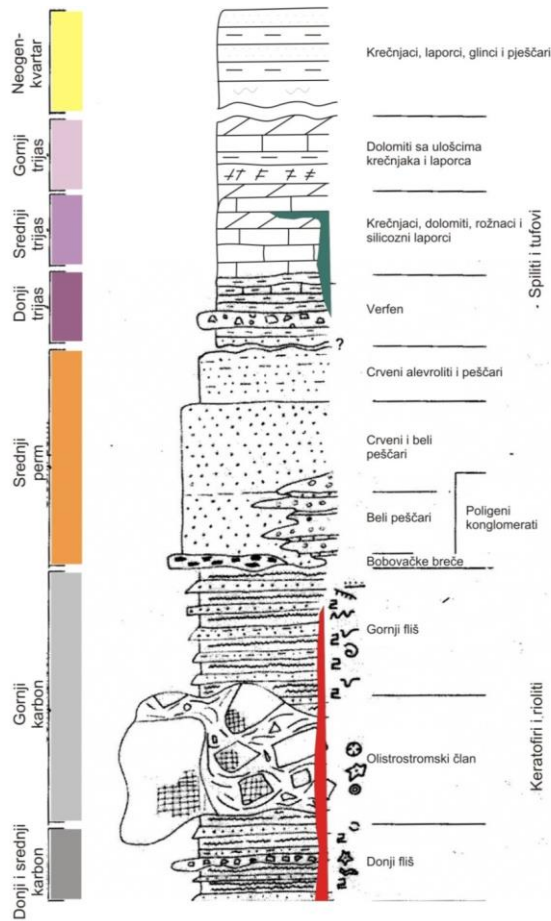 Neogen-
kvartar
Krečnjaci, laporci, glinci i pješčari
Gornji
trijas
Dolomiti sa ulošcima
krečnjaka i laporca
Srednji
trijas
Krečnjaci, dolomiti, rožnaci i
silicozni laporci
- Spiliti i tufovi
Donji
trijas
Verfen
?
Srednji
perm
Crveni alevroliti i peščari
Crveni i beli
peščari
Beli peščari
Poligeni
konglomerati
Bobovačke breče
Gornji
karbon
Gornji fliš
Olistrostromski član
Keratofiri i rioliti
Donji i srednji
karbon
Donji fliš